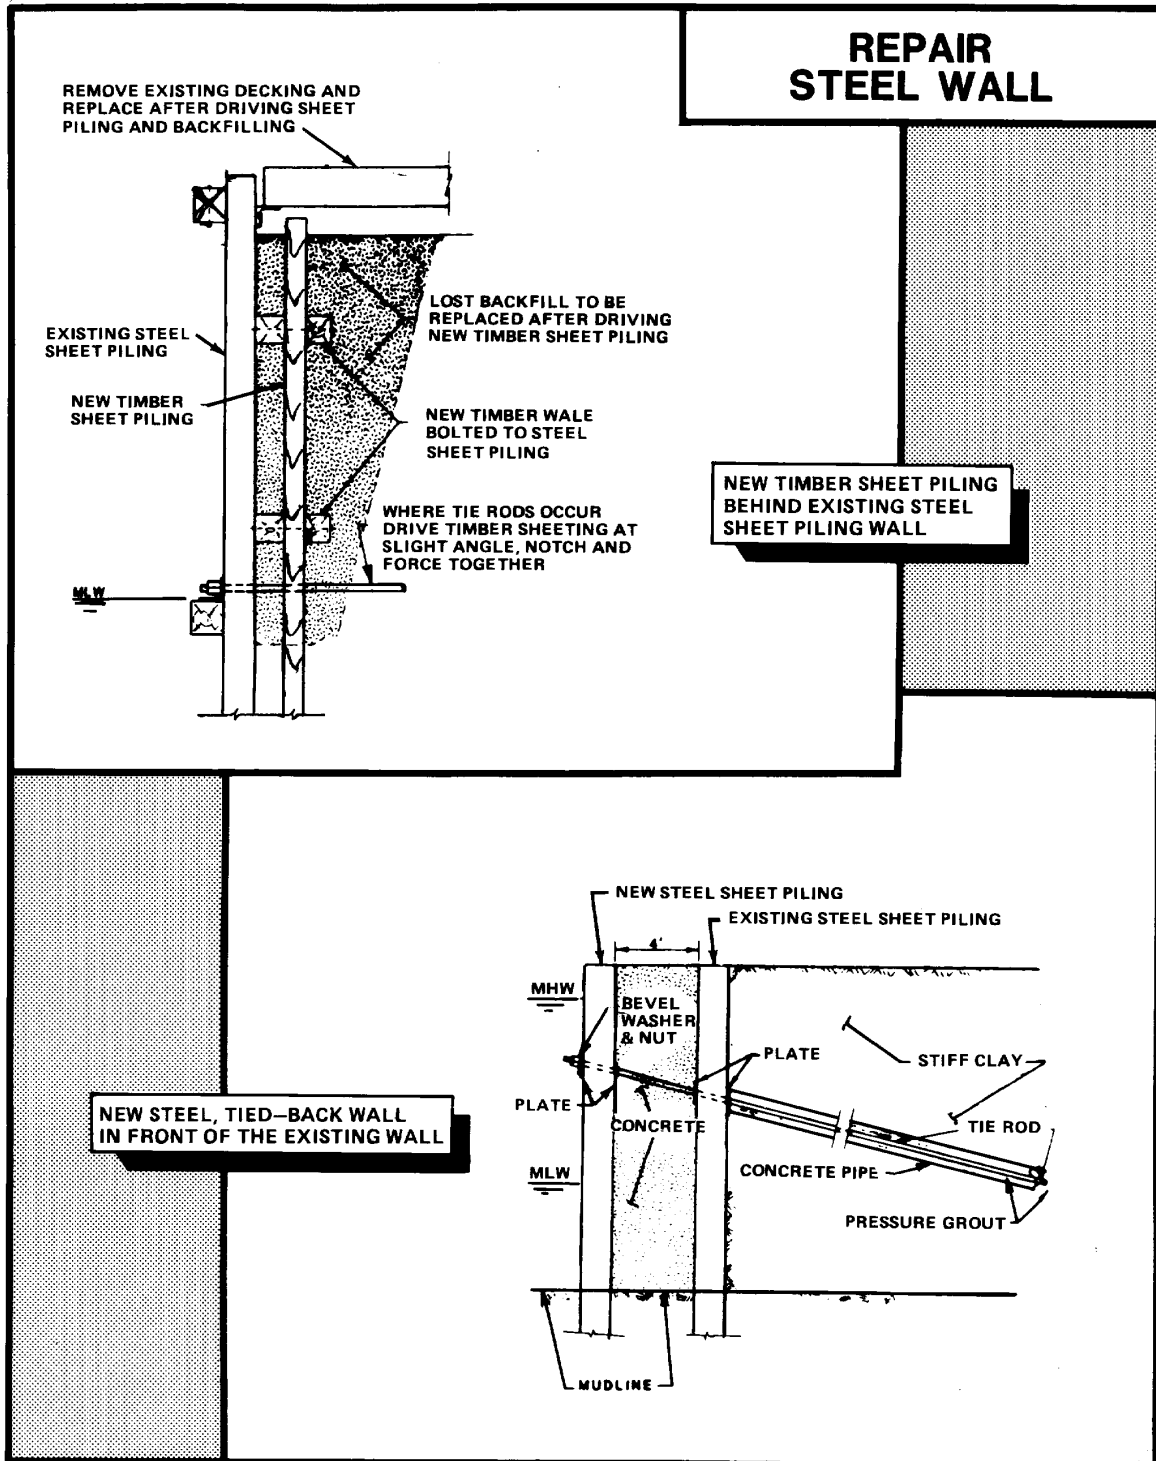 REPAIR
STEEL WALL
REMOVE EXISTING DECKING AND
REPLACE AFTER DRIVING SHEET
PILING AND BACKFILLING
LOST BACKFILL TO BE
REPLACED AFTER DRIVING
NEW TIMBER SHEET PILING
EXISTING STEEL
SHEET PILING
NEW TIMBER
SHEET PILING
NEW TIMBER WALE
BOLTED TO STEEL
SHEET PILING
WHERE TIE RODS OCCUR
DRIVE TIMBER SHEETING AT
SLIGHT ANGLE, NOTCH AND
FORCE TOGETHER
MLW
NEW TIMBER SHEET PILING
BEHIND EXISTING STEEL
SHEET PILING WALL
NEW STEEL SHEET PILING
EXISTING STEEL SHEET PILING
4'
MHW
BEVEL
WASHER
& NUT
PLATE
STIFF CLAY
PLATE
CONCRETE
TIE ROD
CONCRETE PIPE
MLW
PRESSURE GROUT
MUDLINE
NEW STEEL, TIED-BACK WALL
IN FRONT OF THE EXISTING WALL